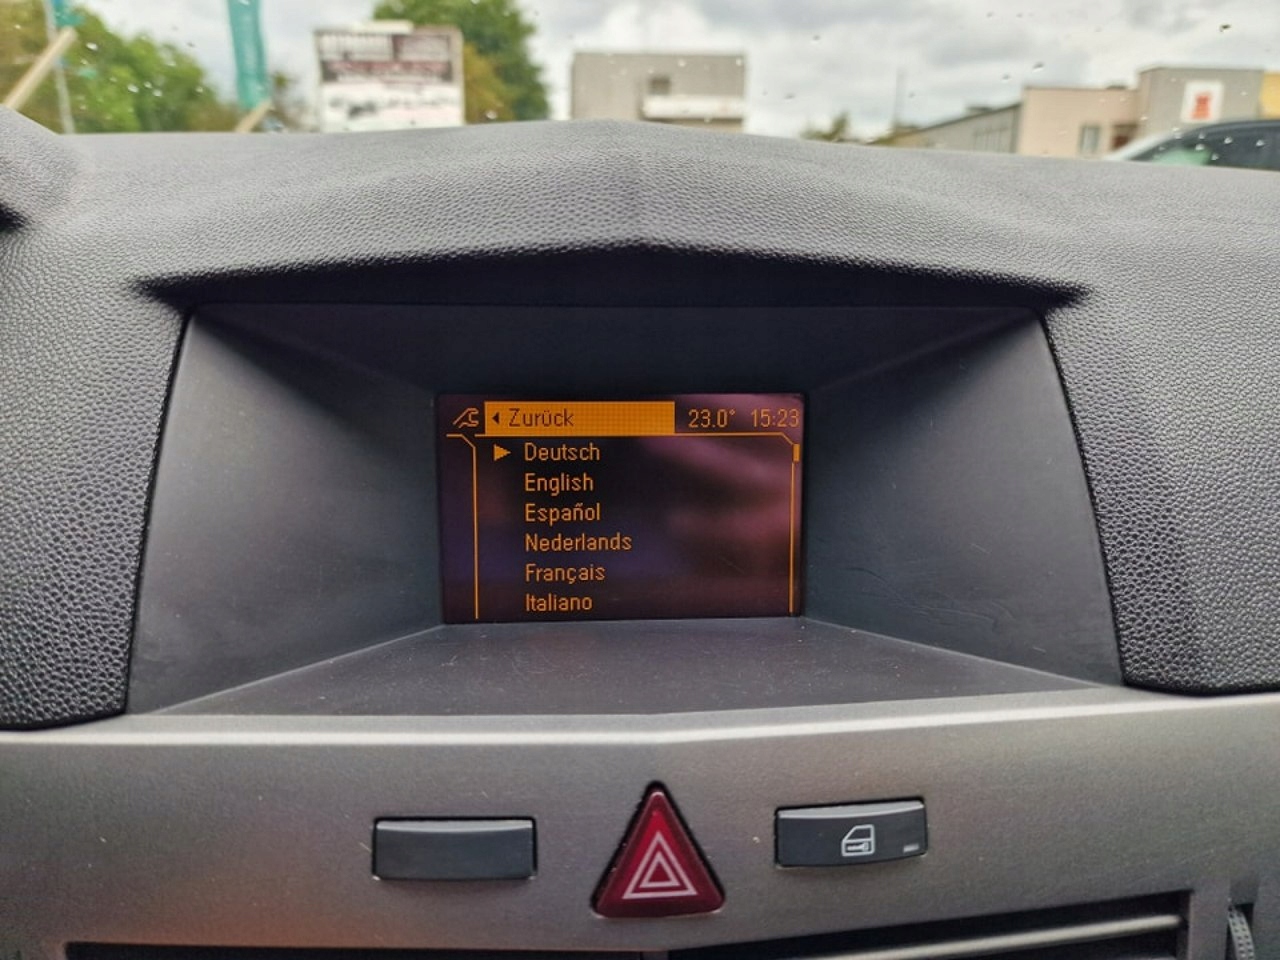 Zurück 23.0° 15:23
Deutsch
English
Español
Nederlands
Français
Italiano